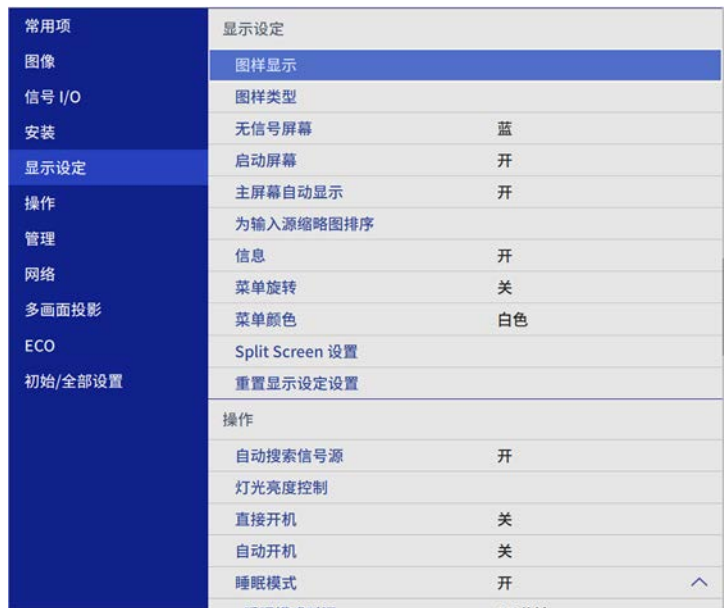 常用项
图像
信号 I/O
安装
显示设定
操作
管理
网络
多画面投影
ECO
初始/全部设置
显示设定
图样显示
图样类型
无信号屏幕 蓝
启动屏幕 开
主屏幕自动显示 开
为输入源缩略图排序
信息 开
菜单旋转 关
菜单颜色 白色
Split Screen 设置
重置显示设定设置
操作
自动搜索信号源 开
灯光亮度控制
直接开机 关
自动开机 关
睡眠模式 开